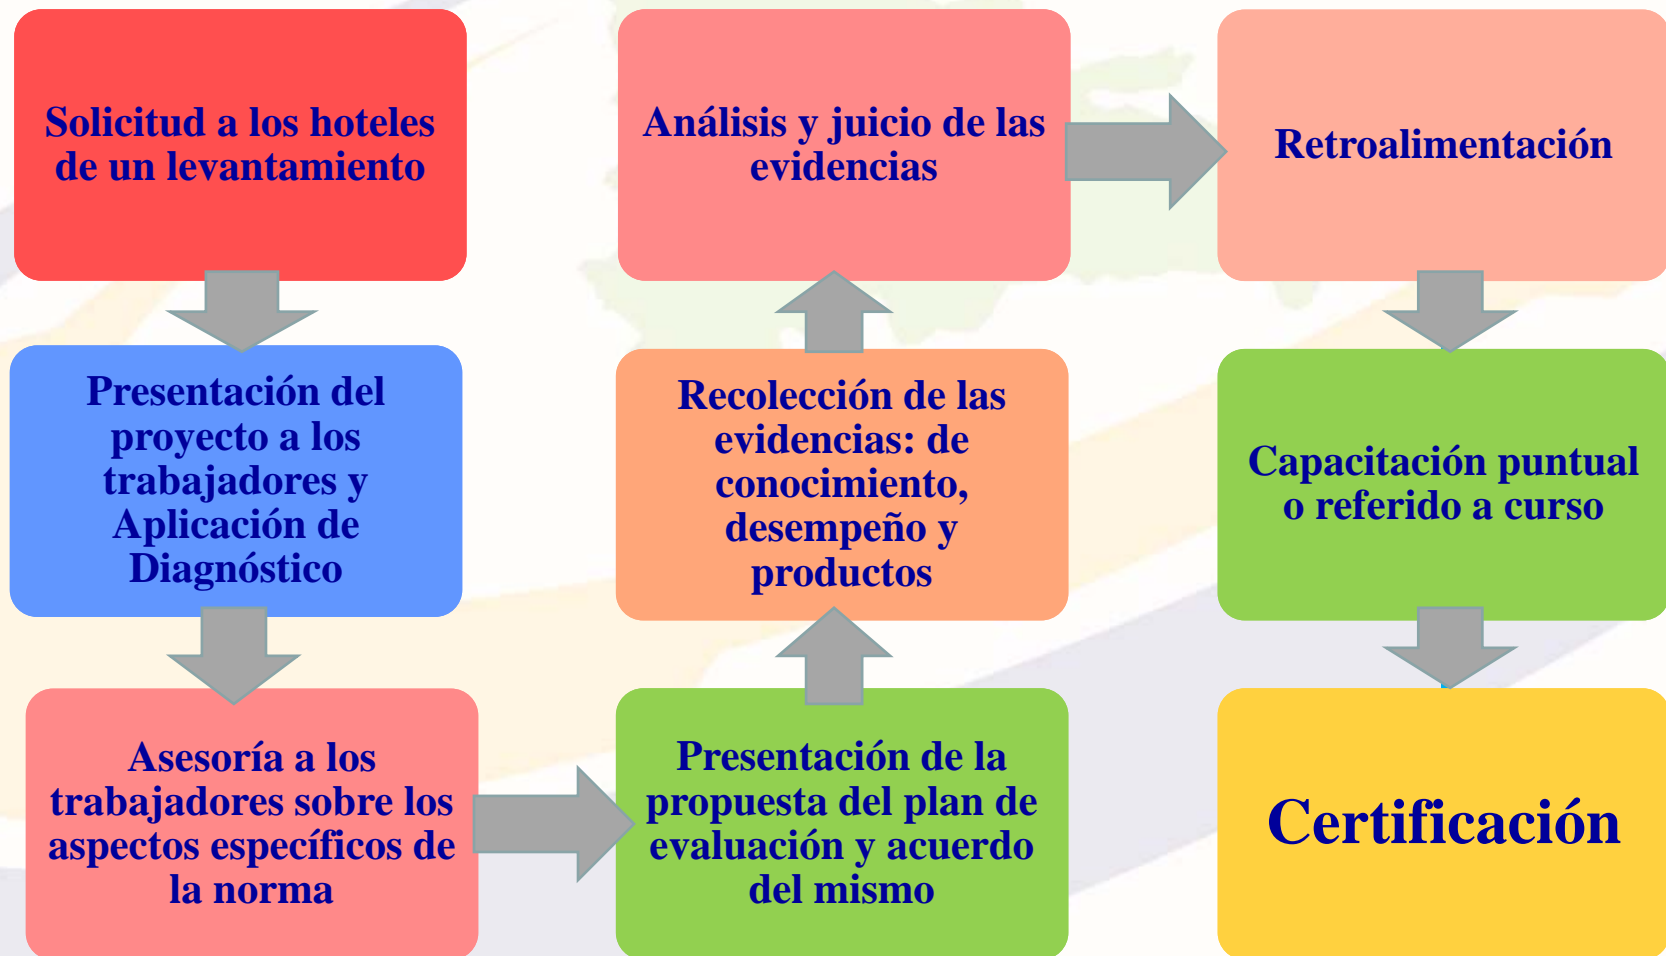 Solicitud a los hoteles
de un levantamiento
Presentación del
proyecto a los
trabajadores y
Aplicación de
Diagnóstico
Asesoría a los
trabajadores sobre los
aspectos específicos de
la norma
Presentación de la
propuesta del plan de
evaluación y acuerdo
del mismo
Recolección de las
evidencias: de
conocimiento,
desempeño y
productos
Análisis y juicio de las
evidencias
Retroalimentación
Capacitación puntual
o referido a curso
Certificación